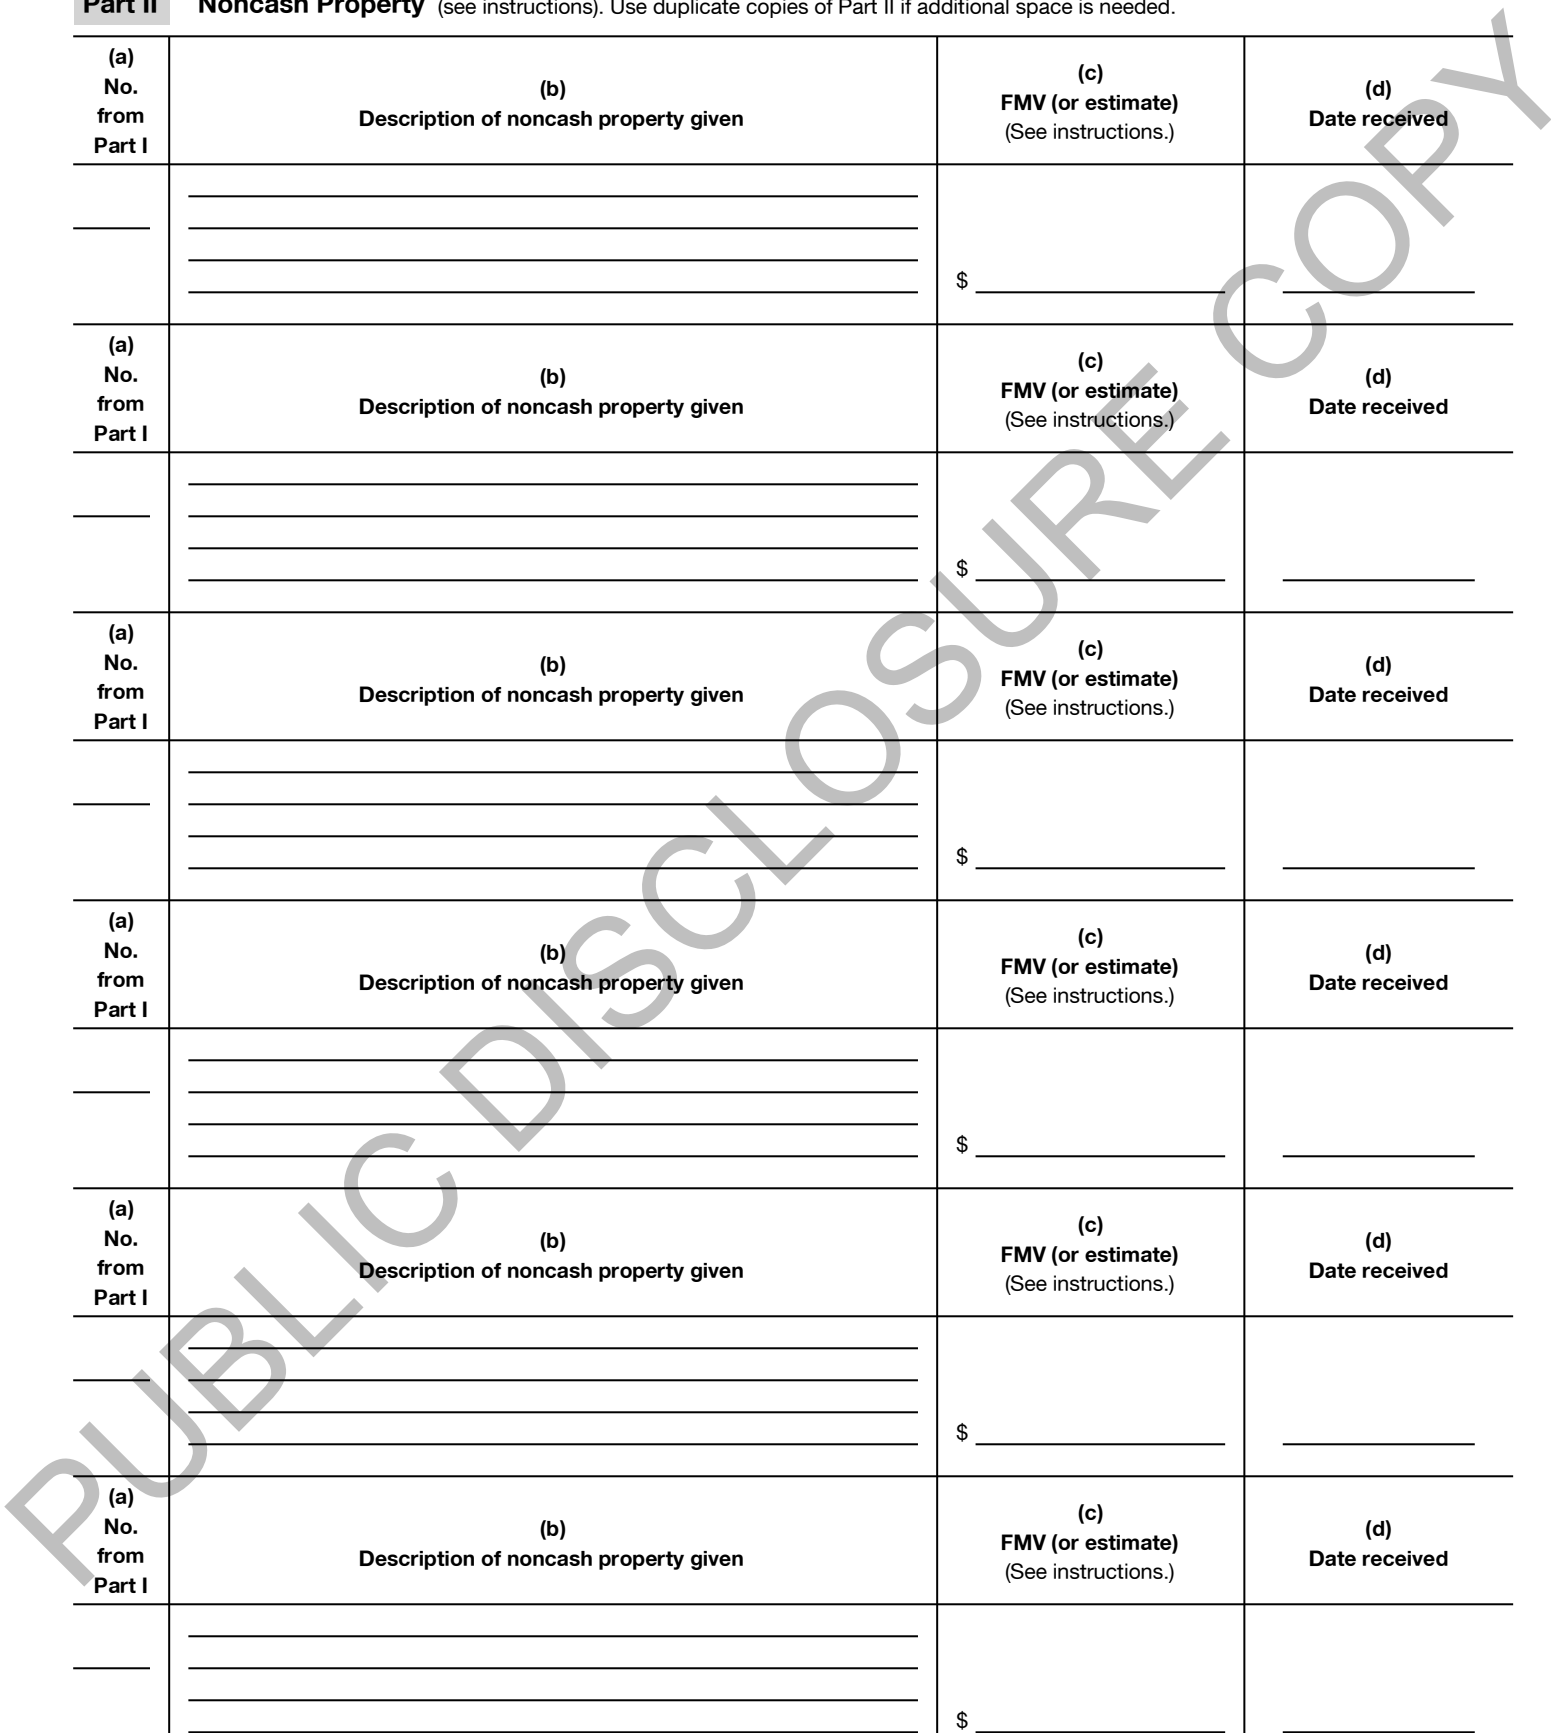 Part II Noncash Property (see instructions). Use duplicate copies of Part II if additional space is needed.
(a)
No.
from
Part I
(b)
Description of noncash property given
(c)
FMV (or estimate)
(See instructions.)
(d)
Date received
$
(a)
No.
from
Part I
(b)
Description of noncash property given
(c)
FMV (or estimate)
(See instructions.)
(d)
Date received
$
(a)
No.
from
Part I
(b)
Description of noncash property given
(c)
FMV (or estimate)
(See instructions.)
(d)
Date received
$
(a)
No.
from
Part I
(b)
Description of noncash property given
(c)
FMV (or estimate)
(See instructions.)
(d)
Date received
$
(a)
No.
from
Part I
(b)
Description of noncash property given
(c)
FMV (or estimate)
(See instructions.)
(d)
Date received
$
(a)
No.
from
Part I
(b)
Description of noncash property given
(c)
FMV (or estimate)
(See instructions.)
(d)
Date received
$
PUBLIC DISCLOSURE COPY